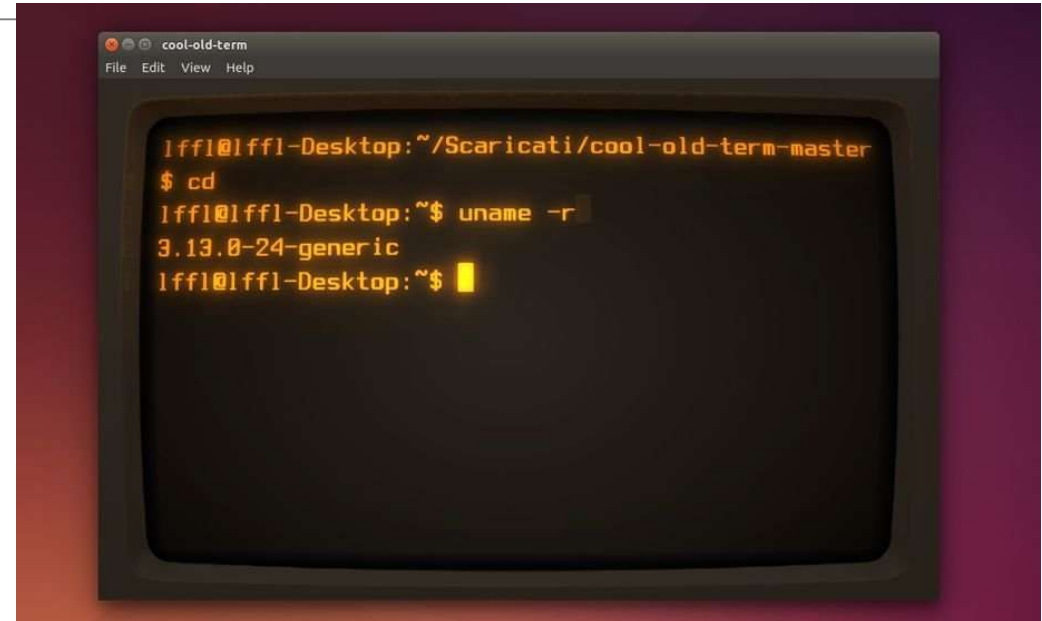 cool-old-term
File Edit View Help
lffl@lffl-Desktop:~/Scaricati/cool-old-term-master
$ cd
lffl@lffl-Desktop:~$ uname -r
3.13.0-24-generic
lffl@lffl-Desktop:~$